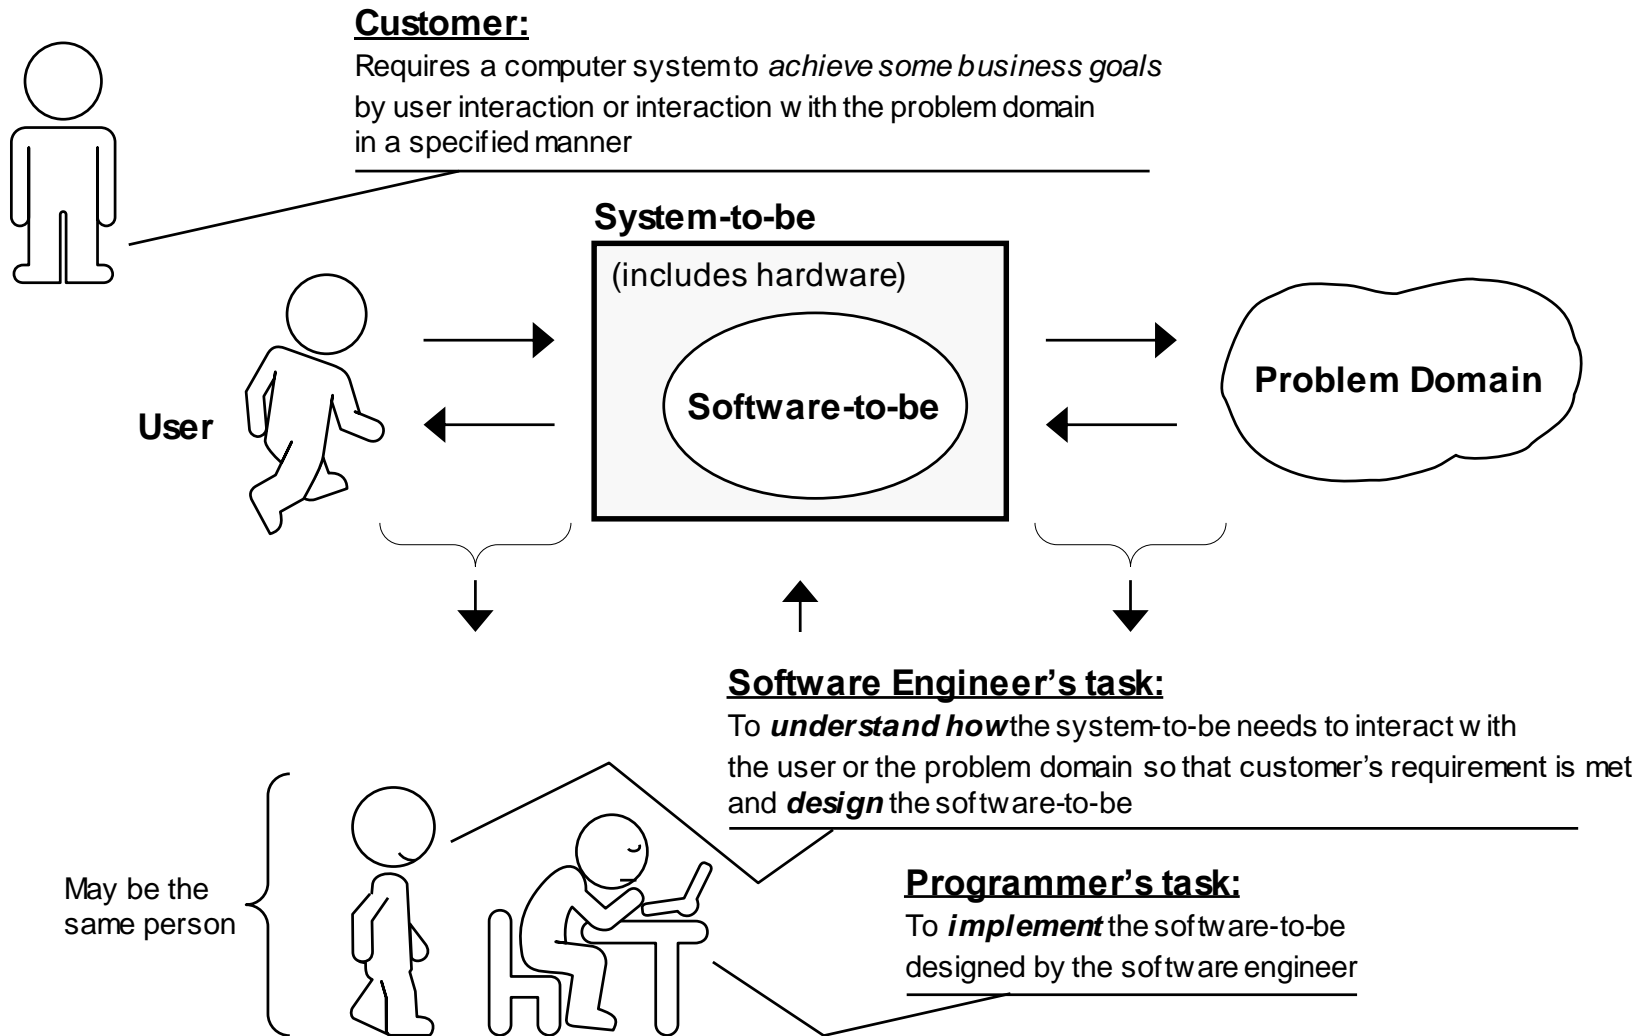 Customer:
Requires a computer system to achieve some business goals
by user interaction or interaction with the problem domain
in a specified manner
System-to-be
(includes hardware)
Software-to-be
Problem Domain
User
Software Engineer’s task:
To understand how the system-to-be needs to interact with
the user or the problem domain so that customer’s requirement is met
and design the software-to-be
May be the
same person
Programmer’s task:
To implement the software-to-be
designed by the software engineer